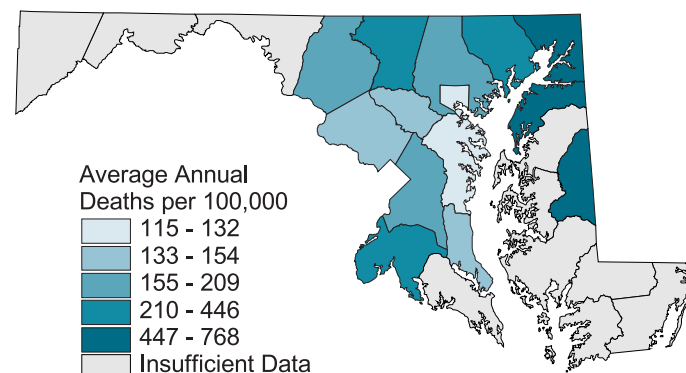 Average Annual
Deaths per 100,000
115 - 132
133 - 154
155 - 209
210 - 446
447 - 768
Insufficient Data